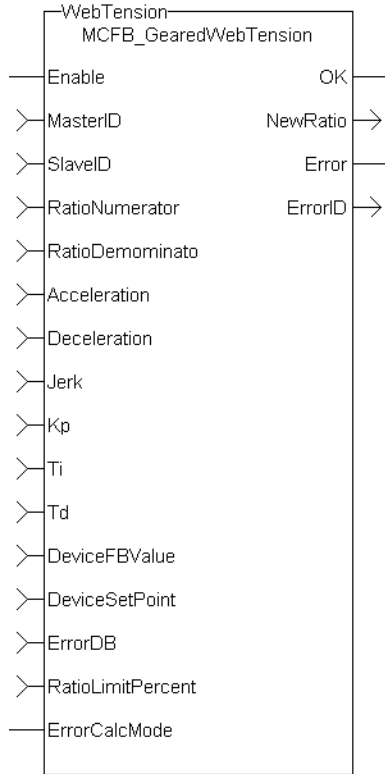 WebTension
MCFB_GearedWebTension
Enable OK
MasterID NewRatio
SlaveID Error
RatioNumerator ErrorID
RatioDemominato
Acceleration
Deceleration
Jerk
Kp
Ti
Td
DeviceFBValue
DeviceSetPoint
ErrorDB
RatioLimitPercent
ErrorCalcMode